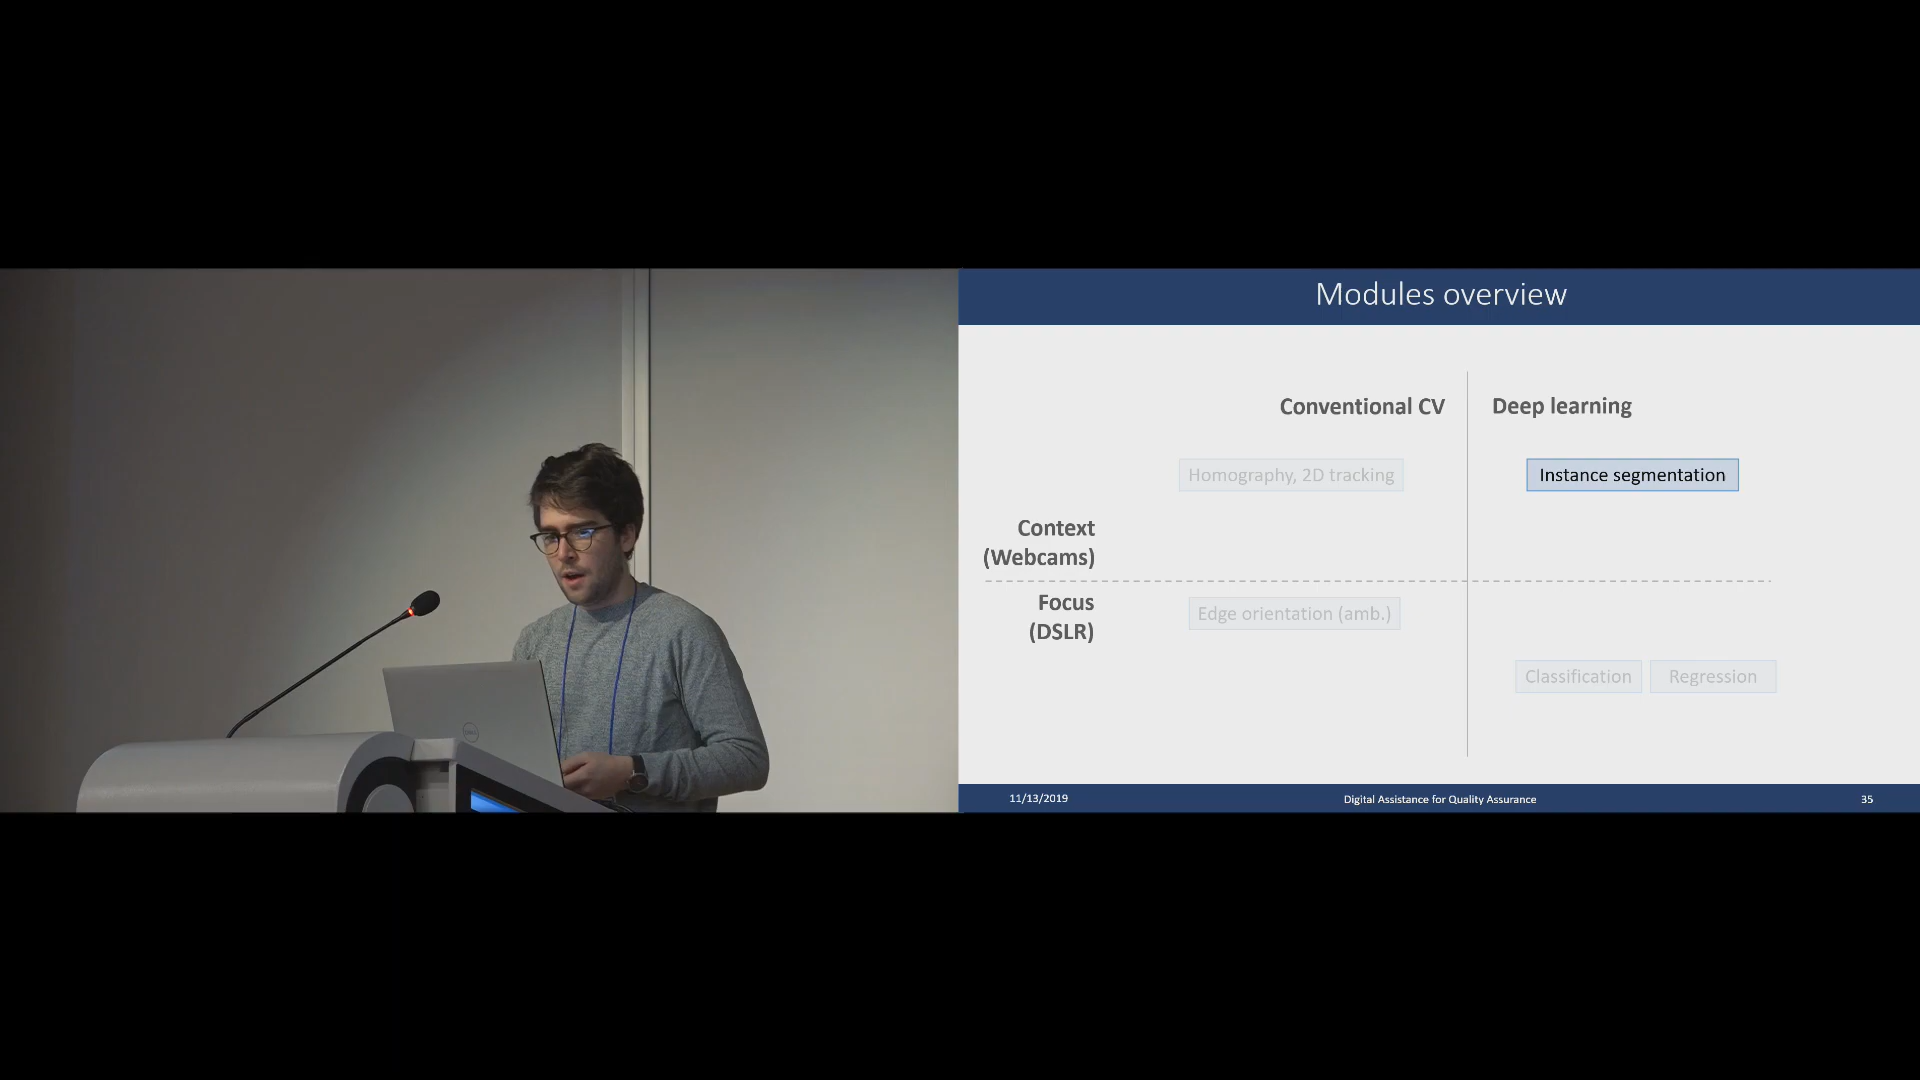 Modules overview
Conventional CV
Deep learning
Homography, 2D tracking
Instance segmentation
Context
(Webcams)
Focus
(DSLR)
Edge orientation (amb.)
Classification
Regression
11/13/2019
Digital Assistance for Quality Assurance
35